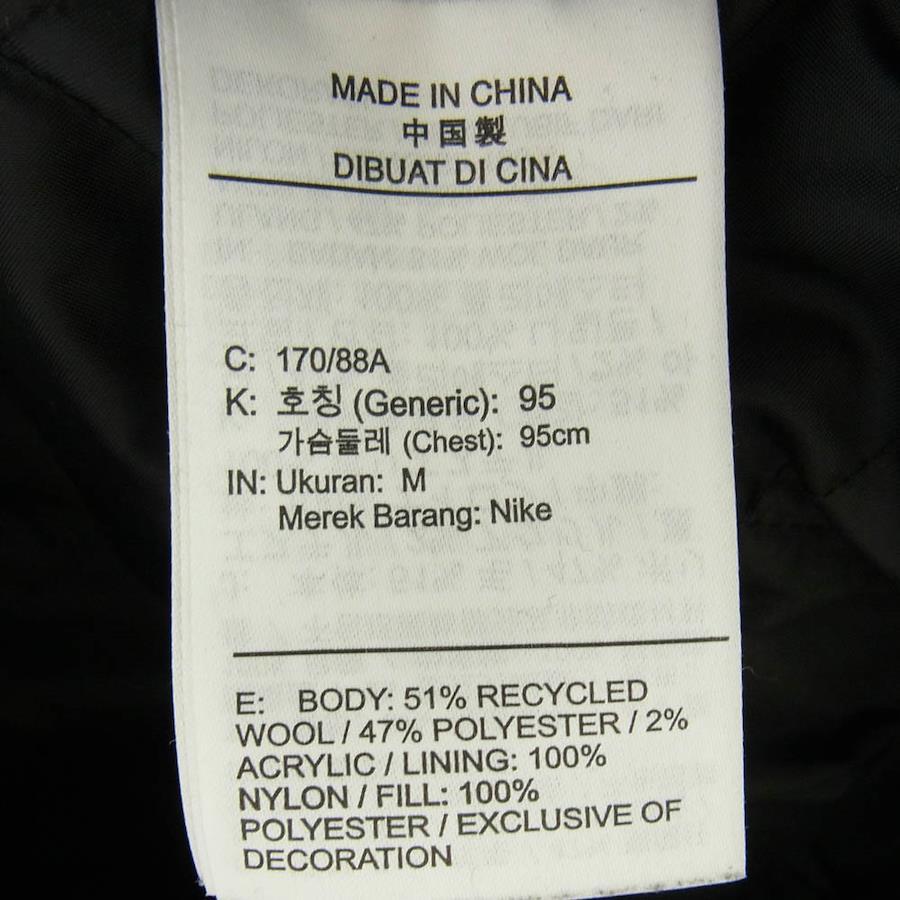 MADE IN CHINA
中国製
DIBUAT DI CINA
C: 170/88A
K: 호칭 (Generic): 95
가슴둘레 (Chest): 95cm
IN: Ukuran: M
Merek Barang: Nike
E: BODY: 51% RECYCLED
WOOL / 47% POLYESTER / 2%
ACRYLIC / LINING: 100%
NYLON / FILL: 100%
POLYESTER / EXCLUSIVE OF
DECORATION